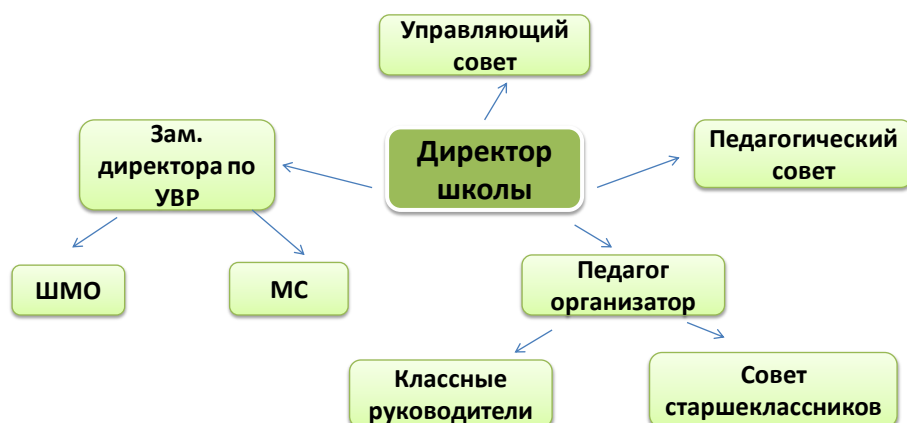 Управляющий
совет
Зам.
директора по
УВР
Директор
школы
Педагогический
совет
ШМО
МС
Педагог
организатор
Классные
руководители
Совет
старшеклассников